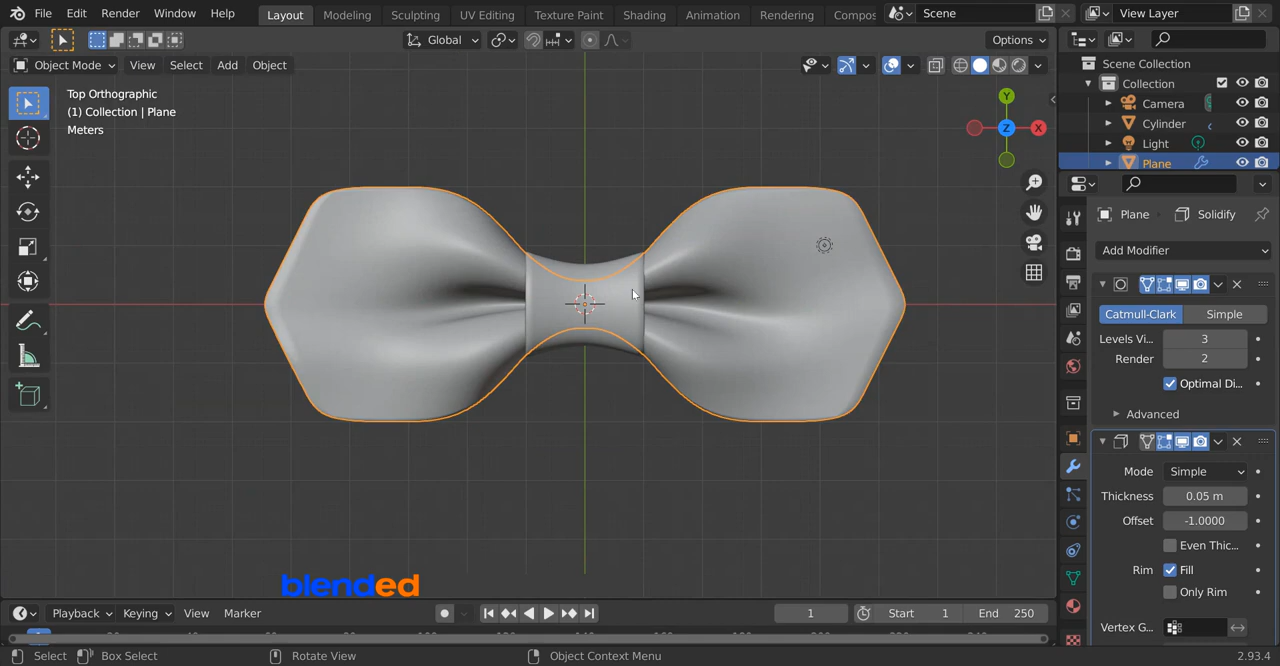 File Edit Render Window Help Layout Modeling Sculpting UV Editing Texture Paint Shading Animation Rendering Compos Scene View Layer
Global Options
Object Mode View Select Add Object
Top Orthographic
(1) Collection | Plane
Meters
Y
X
Z
Scene Collection
Collection
Camera
Cylinder
Light
Plane
Plane Solidify
Add Modifier
Catmull-Clark Simple
Levels Vi... 3
Render 2
Optimal Di...
Advanced
Mode Simple
Thickness 0.05 m
Offset -1.0000
Even Thic...
Rim Fill
Only Rim
Vertex G...
blended
Playback Keying View Marker 1 Start 1 End 250
Select Box Select Rotate View Object Context Menu 2.93.4